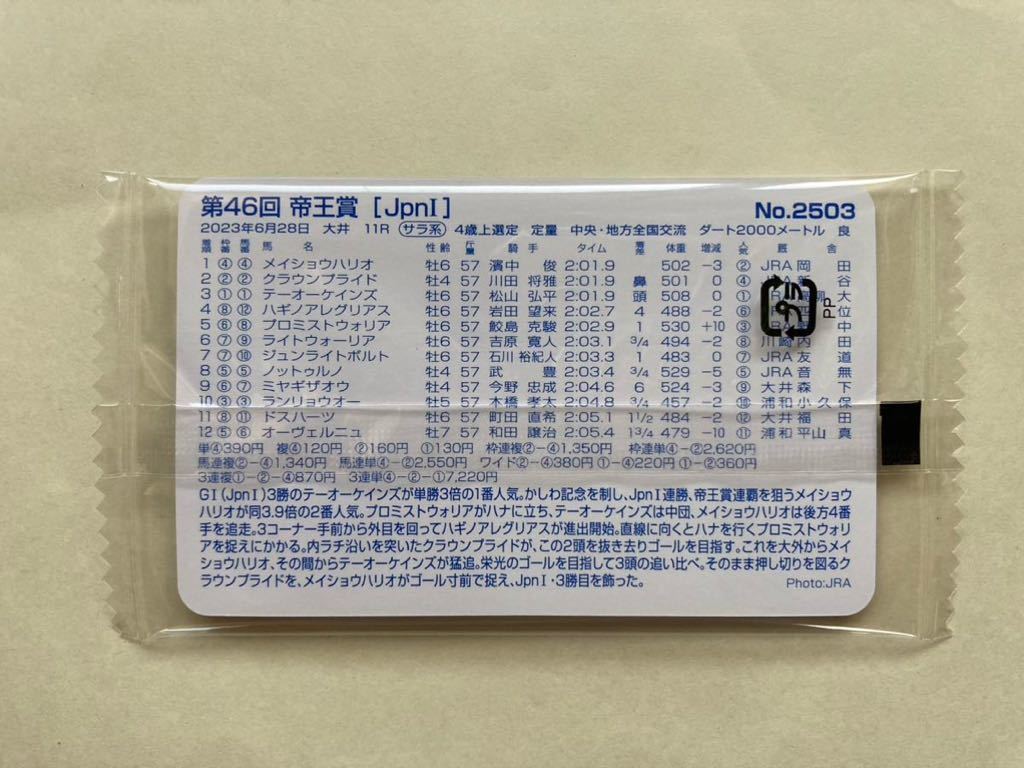 第46回 帝王賞 [JpnⅠ] No.2503
2023年6月28日 大井 11R サラ系 4歳上選定 定量 中央・地方全国交流 ダート2000メートル 良
着順 枠番 馬番 馬名 性齢 斤量 騎手 タイム 着差 体重 増減 人気 厩舎
1 ④ ④ メイショウハリオ 牡6 57 濱中 俊 2:01.9 502 −3 ② JRA 岡田
2 ② ② クラウンプライド 牡4 57 川田 将雅 2:01.9 鼻 501 0 ④ 谷
3 ① ① テーオーケインズ 牡6 57 松山 弘平 2:01.9 頭 508 0 ① 大
4 ⑧ ⑫ ハギノアレグリアス 牡6 57 岩田 望来 2:02.7 4 488 −2 ⑥ 位
5 ⑥ ⑧ プロミストウォリア 牡6 57 鮫島 克駿 2:02.9 1 530 +10 ③ 中
6 ⑦ ⑨ ライトウォーリア 牡6 57 吉原 寛人 2:03.1 3/4 494 −2 ⑧ 川崎 内田
7 ⑦ ⑩ ジュンライトボルト 牡6 57 石川 裕紀人 2:03.3 1 483 0 ⑦ JRA 友道
8 ⑤ ⑤ ノットゥルノ 牡4 57 武 豊 2:03.4 3/4 529 −5 ⑤ JRA 音無
9 ⑥ ⑦ ミヤギザオウ 牡4 57 今野 忠成 2:04.6 6 524 −3 ⑨ 大井 森下
10 ③ ③ ランリョウオー 牡5 57 本橋 孝太 2:04.8 3/4 457 −2 ⑩ 浦和 小久保
11 ⑧ ⑪ ドスハーツ 牡6 57 町田 直希 2:05.1 1 1/2 484 −2 ⑫ 大井 福田
12 ⑤ ⑥ オーヴェルニュ 牡7 57 和田 譲治 2:05.4 1 3/4 479 −10 ⑪ 浦和 平山真
単④390円 複④120円 ②160円 ①130円 枠連複②−④1,350円 枠連単④−②2,620円
馬連複②−④1,340円 馬連単④−②2,550円 ワイド②−④380円 ①−④220円 ①−②360円
3連複①−②−④870円 3連単④−②−①7,220円
GⅠ(JpnⅠ)3勝のテーオーケインズが単勝3倍の1番人気。かしわ記念を制し、JpnⅠ連勝、帝王賞連覇を狙うメイショウ
ハリオが同3.9倍の2番人気。プロミストウォリアがハナに立ち、テーオーケインズは中団、メイショウハリオは後方4番
手を追走。3コーナー手前から外目を回ってハギノアレグリアスが進出開始。直線に向くとハナを行くプロミストウォリ
アを捉えにかかる。内ラチ沿いを突いたクラウンプライドが、この2頭を抜き去りゴールを目指す。これを大外からメイ
ショウハリオ、その間からテーオーケインズが猛追。栄光のゴールを目指して3頭の追い比べ。そのまま押し切りを図るク
ラウンプライドを、メイショウハリオがゴール寸前で捉え、JpnⅠ・3勝目を飾った。
Photo:JRA
プラ
PP